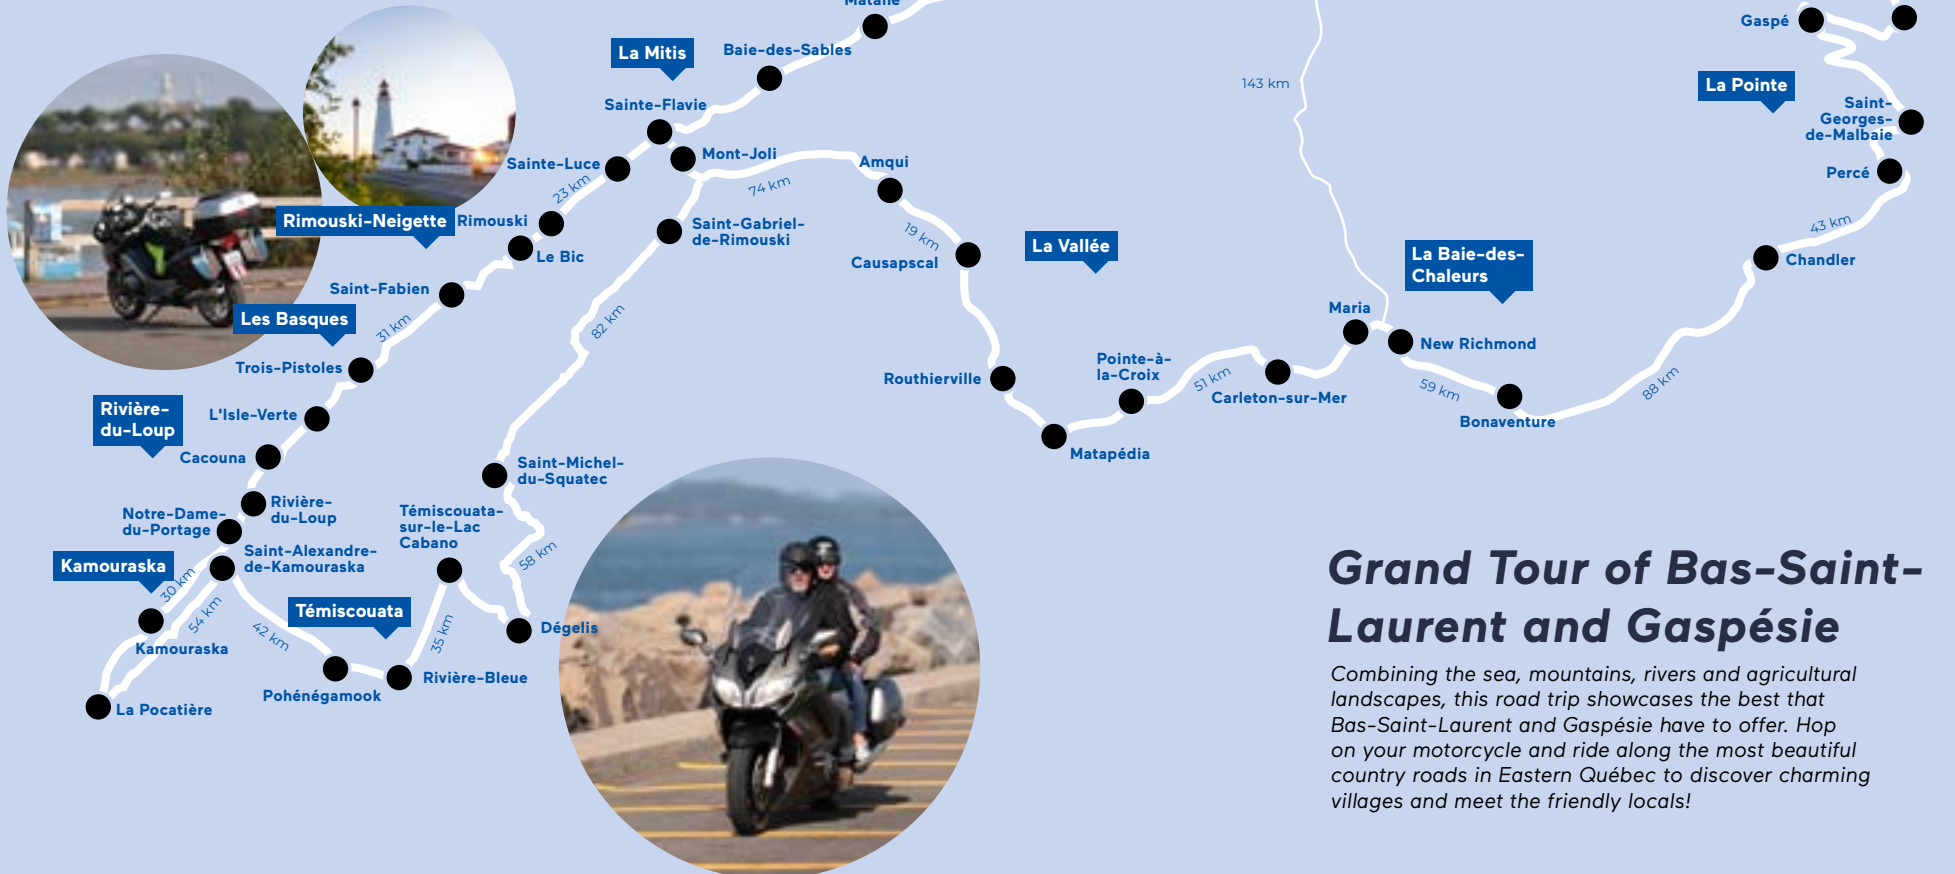 Matane
Gaspé
La Mitis
Baie-des-Sables
143 km
La Pointe
Saint-
Georges-
de-Malbaie
Sainte-Flavie
Mont-Joli
Amqui
Sainte-Luce
Percé
74 km
23 km
Rimouski-Neigette
Rimouski
Saint-Gabriel-
de-Rimouski
43 km
19 km
La Vallée
La Baie-des-
Chaleurs
Le Bic
Causapscal
Chandler
Saint-Fabien
Maria
Les Basques
31 km
82 km
New Richmond
Trois-Pistoles
Pointe-à-
la-Croix
Routhierville
51 km
59 km
88 km
Carleton-sur-Mer
Rivière-
du-Loup
L'Isle-Verte
Bonaventure
Cacouna
Matapédia
Saint-Michel-
du-Squatec
Rivière-
du-Loup
Notre-Dame-
du-Portage
Témiscouata-
sur-le-Lac
Cabano
Saint-Alexandre-
de-Kamouraska
58 km
Kamouraska
30 km
54 km
Témiscouata
42 km
35 km
Dégelis
Kamouraska
Rivière-Bleue
Pohénégamook
La Pocatière
Grand Tour of Bas-Saint-
Laurent and Gaspésie
Combining the sea, mountains, rivers and agricultural
landscapes, this road trip showcases the best that
Bas-Saint-Laurent and Gaspésie have to offer. Hop
on your motorcycle and ride along the most beautiful
country roads in Eastern Québec to discover charming
villages and meet the friendly locals!